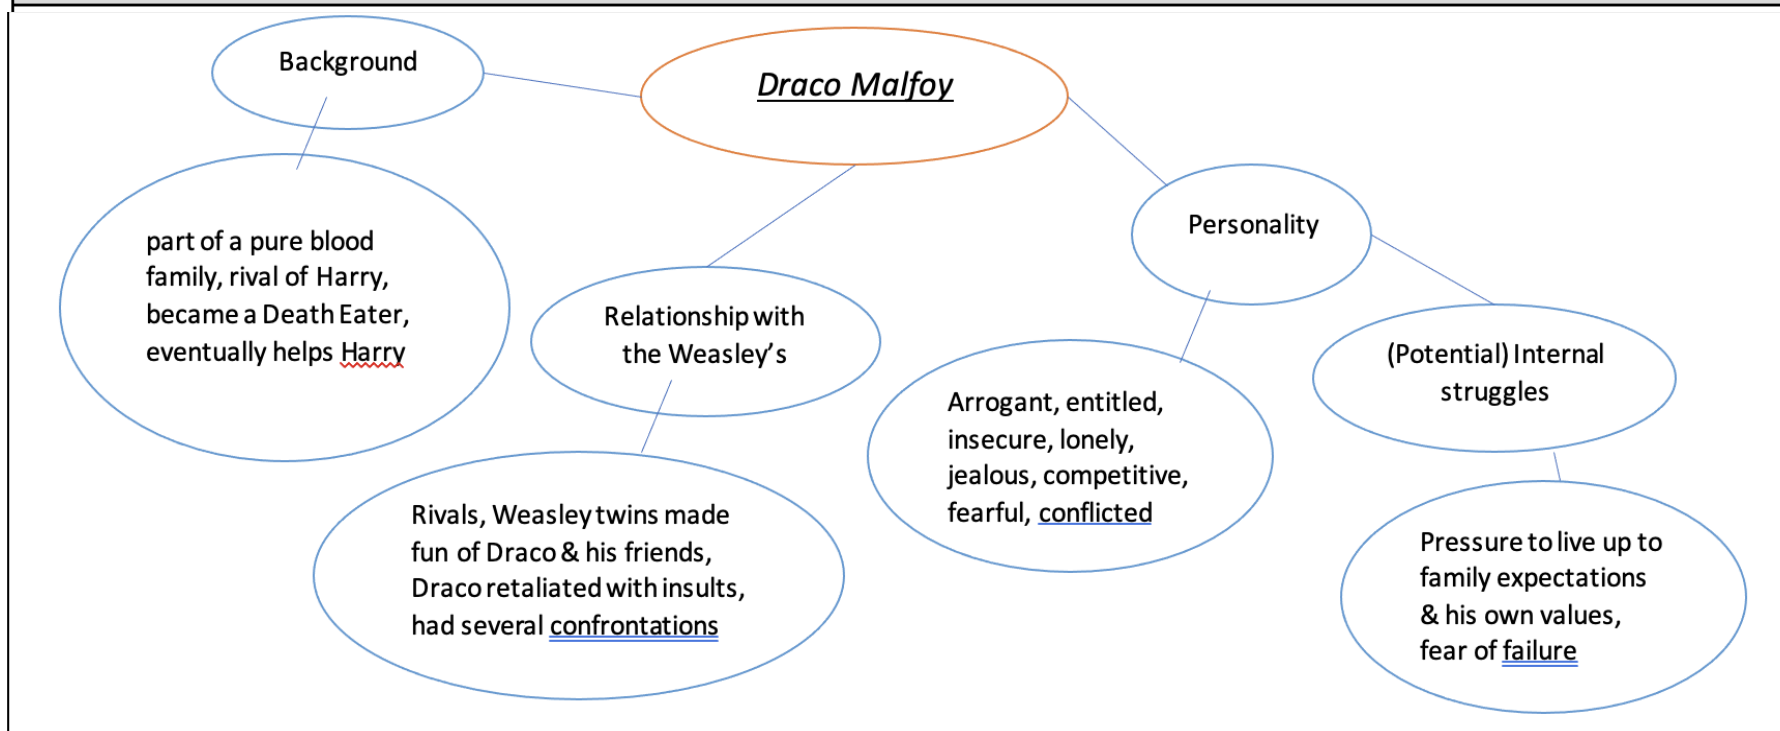 Draco Malfoy
Background
part of a pure blood
family, rival of Harry,
became a Death Eater,
eventually helps Harry
Relationship with
the Weasley’s
Rivals, Weasley twins made
fun of Draco & his friends,
Draco retaliated with insults,
had several confrontations
Personality
Arrogant, entitled,
insecure, lonely,
jealous, competitive,
fearful, conflicted
(Potential) Internal
struggles
Pressure to live up to
family expectations
& his own values,
fear of failure